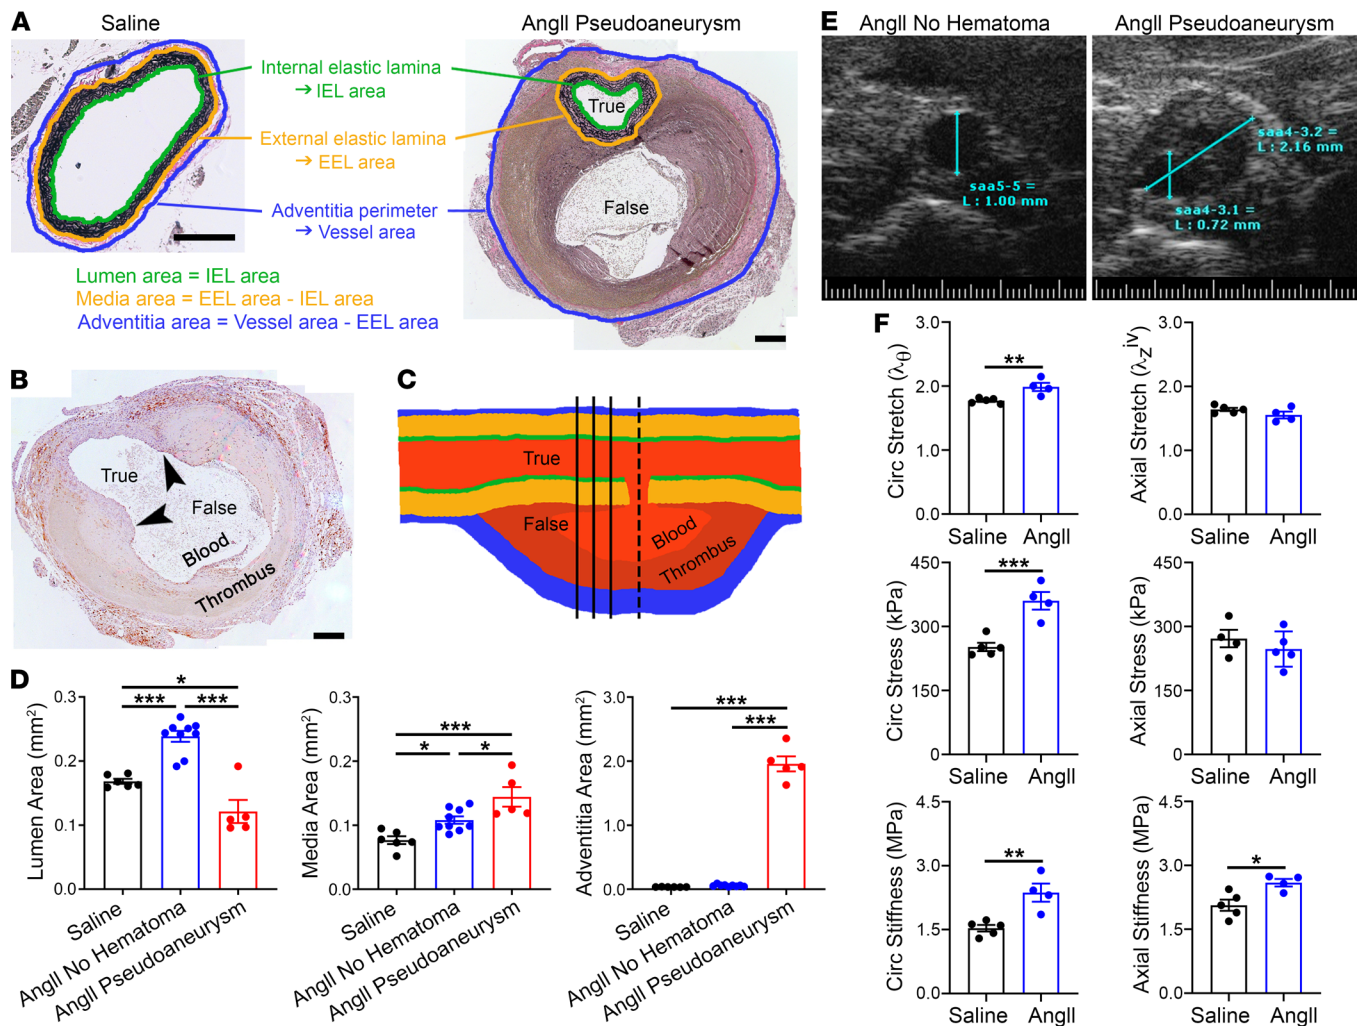 A
Saline
AngII Pseudoaneurysm
Internal elastic lamina
→ IEL area
External elastic lamina
→ EEL area
Adventitia perimeter
→ Vessel area
True
False
Lumen area = IEL area
Media area = EEL area - IEL area
Adventitia area = Vessel area - EEL area
B
True
False
Blood
Thrombus
C
True
False
Blood
Thrombus
D
Lumen Area (mm²)
0.3
0.2
0.1
0.0
*
*** ***
Saline
AngII No Hematoma
AngII Pseudoaneurysm
Media Area (mm²)
0.3
0.2
0.1
0.0
***
* *
Saline
AngII No Hematoma
AngII Pseudoaneurysm
Adventitia Area (mm²)
3.0
2.0
1.0
0.0
***
***
Saline
AngII No Hematoma
AngII Pseudoaneurysm
E
AngII No Hematoma
AngII Pseudoaneurysm
saa5-5 =
L : 1.00 mm
saa4-3.2 =
L : 2.16 mm
saa4-3.1 =
L : 0.72 mm
F
Circ Stretch (λθ)
3.0
2.0
1.0
0.0
**
Saline AngII
Axial Stretch (λz^iv)
3.0
2.0
1.0
0.0
Saline AngII
Circ Stress (kPa)
450
300
150
0
***
Saline AngII
Axial Stress (kPa)
450
300
150
0
Saline AngII
Circ Stiffness (MPa)
4.5
3.0
1.5
0.0
**
Saline AngII
Axial Stiffness (MPa)
4.5
3.0
1.5
0.0
*
Saline AngII